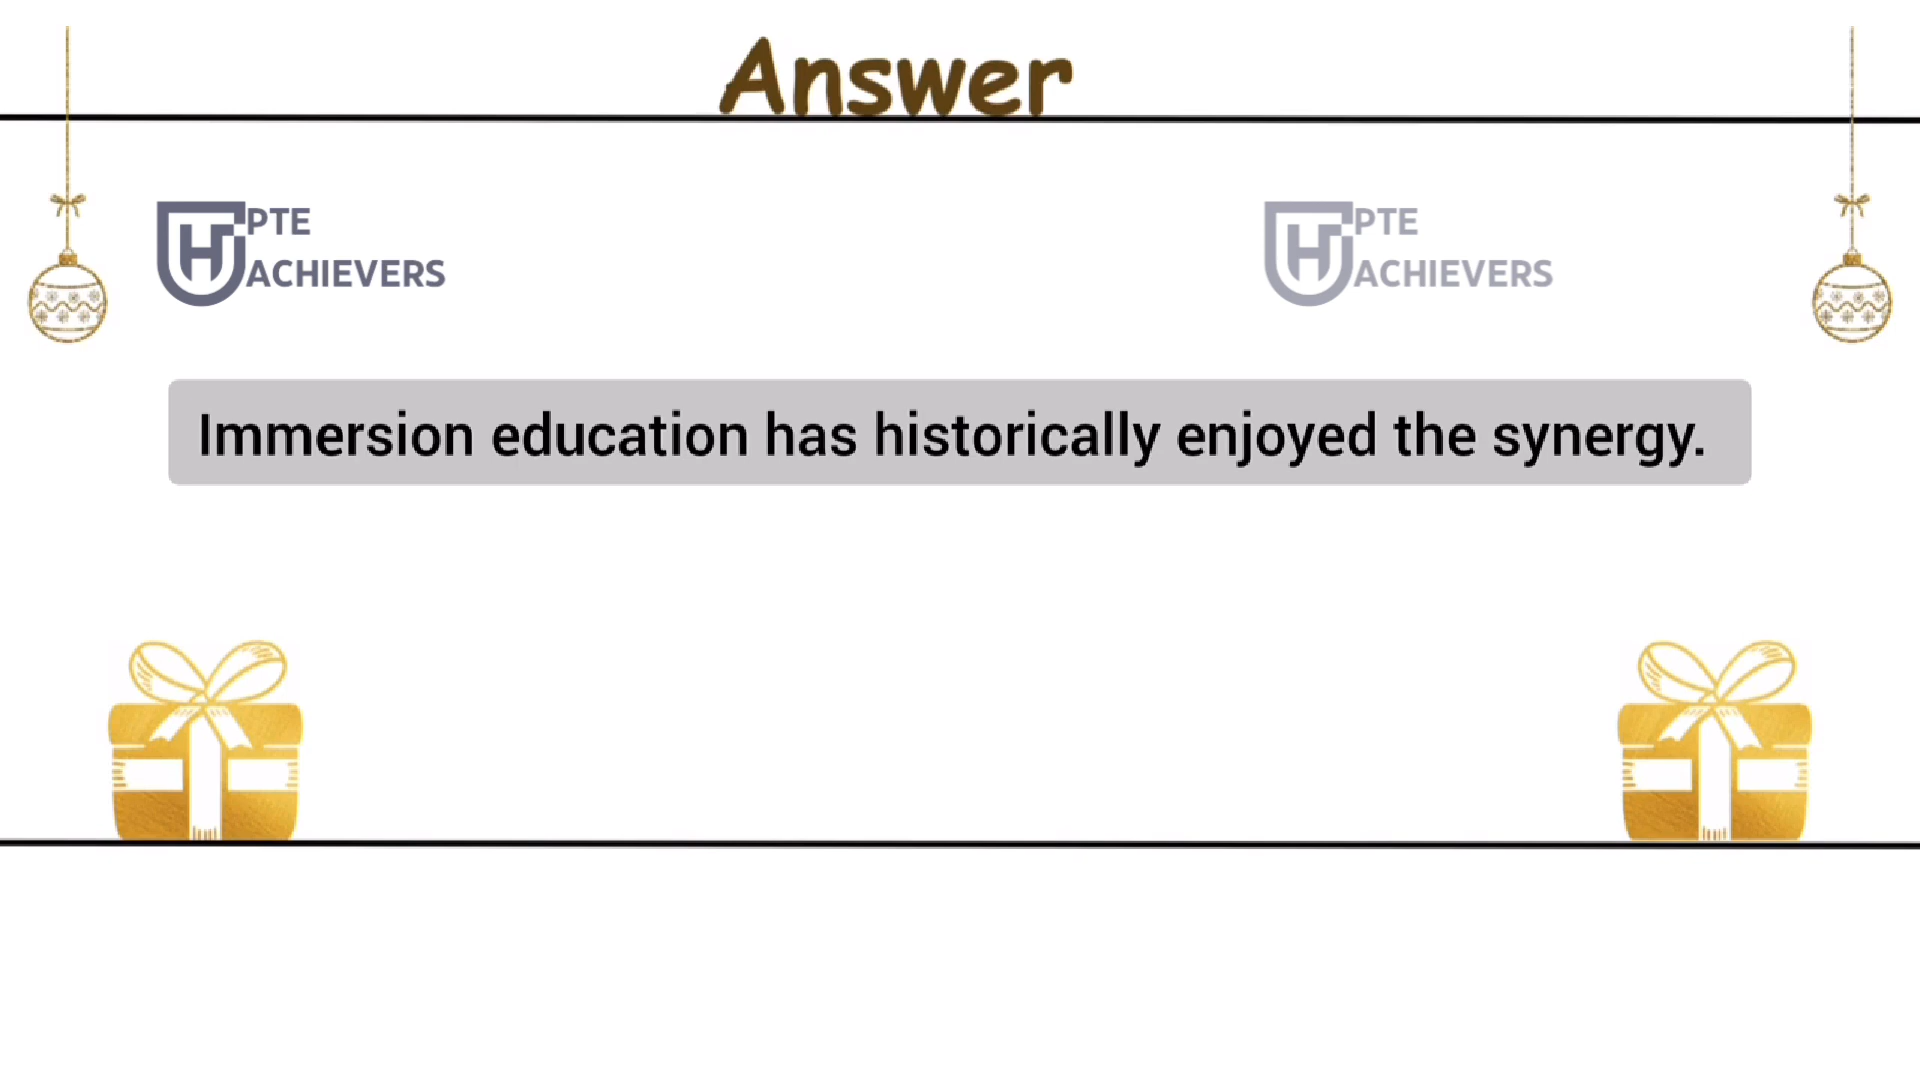 Answer
PTE
ACHIEVERS
PTE
ACHIEVERS
Immersion education has historically enjoyed the synergy.